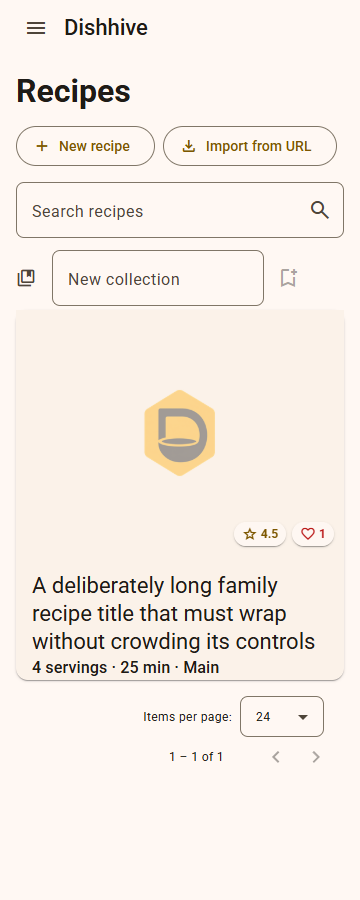 Dishhive
Recipes
New recipe
Import from URL
Search recipes
New collection
4.5
1
A deliberately long family
recipe title that must wrap
without crowding its controls
4 servings · 25 min · Main
Items per page:
24
1 – 1 of 1